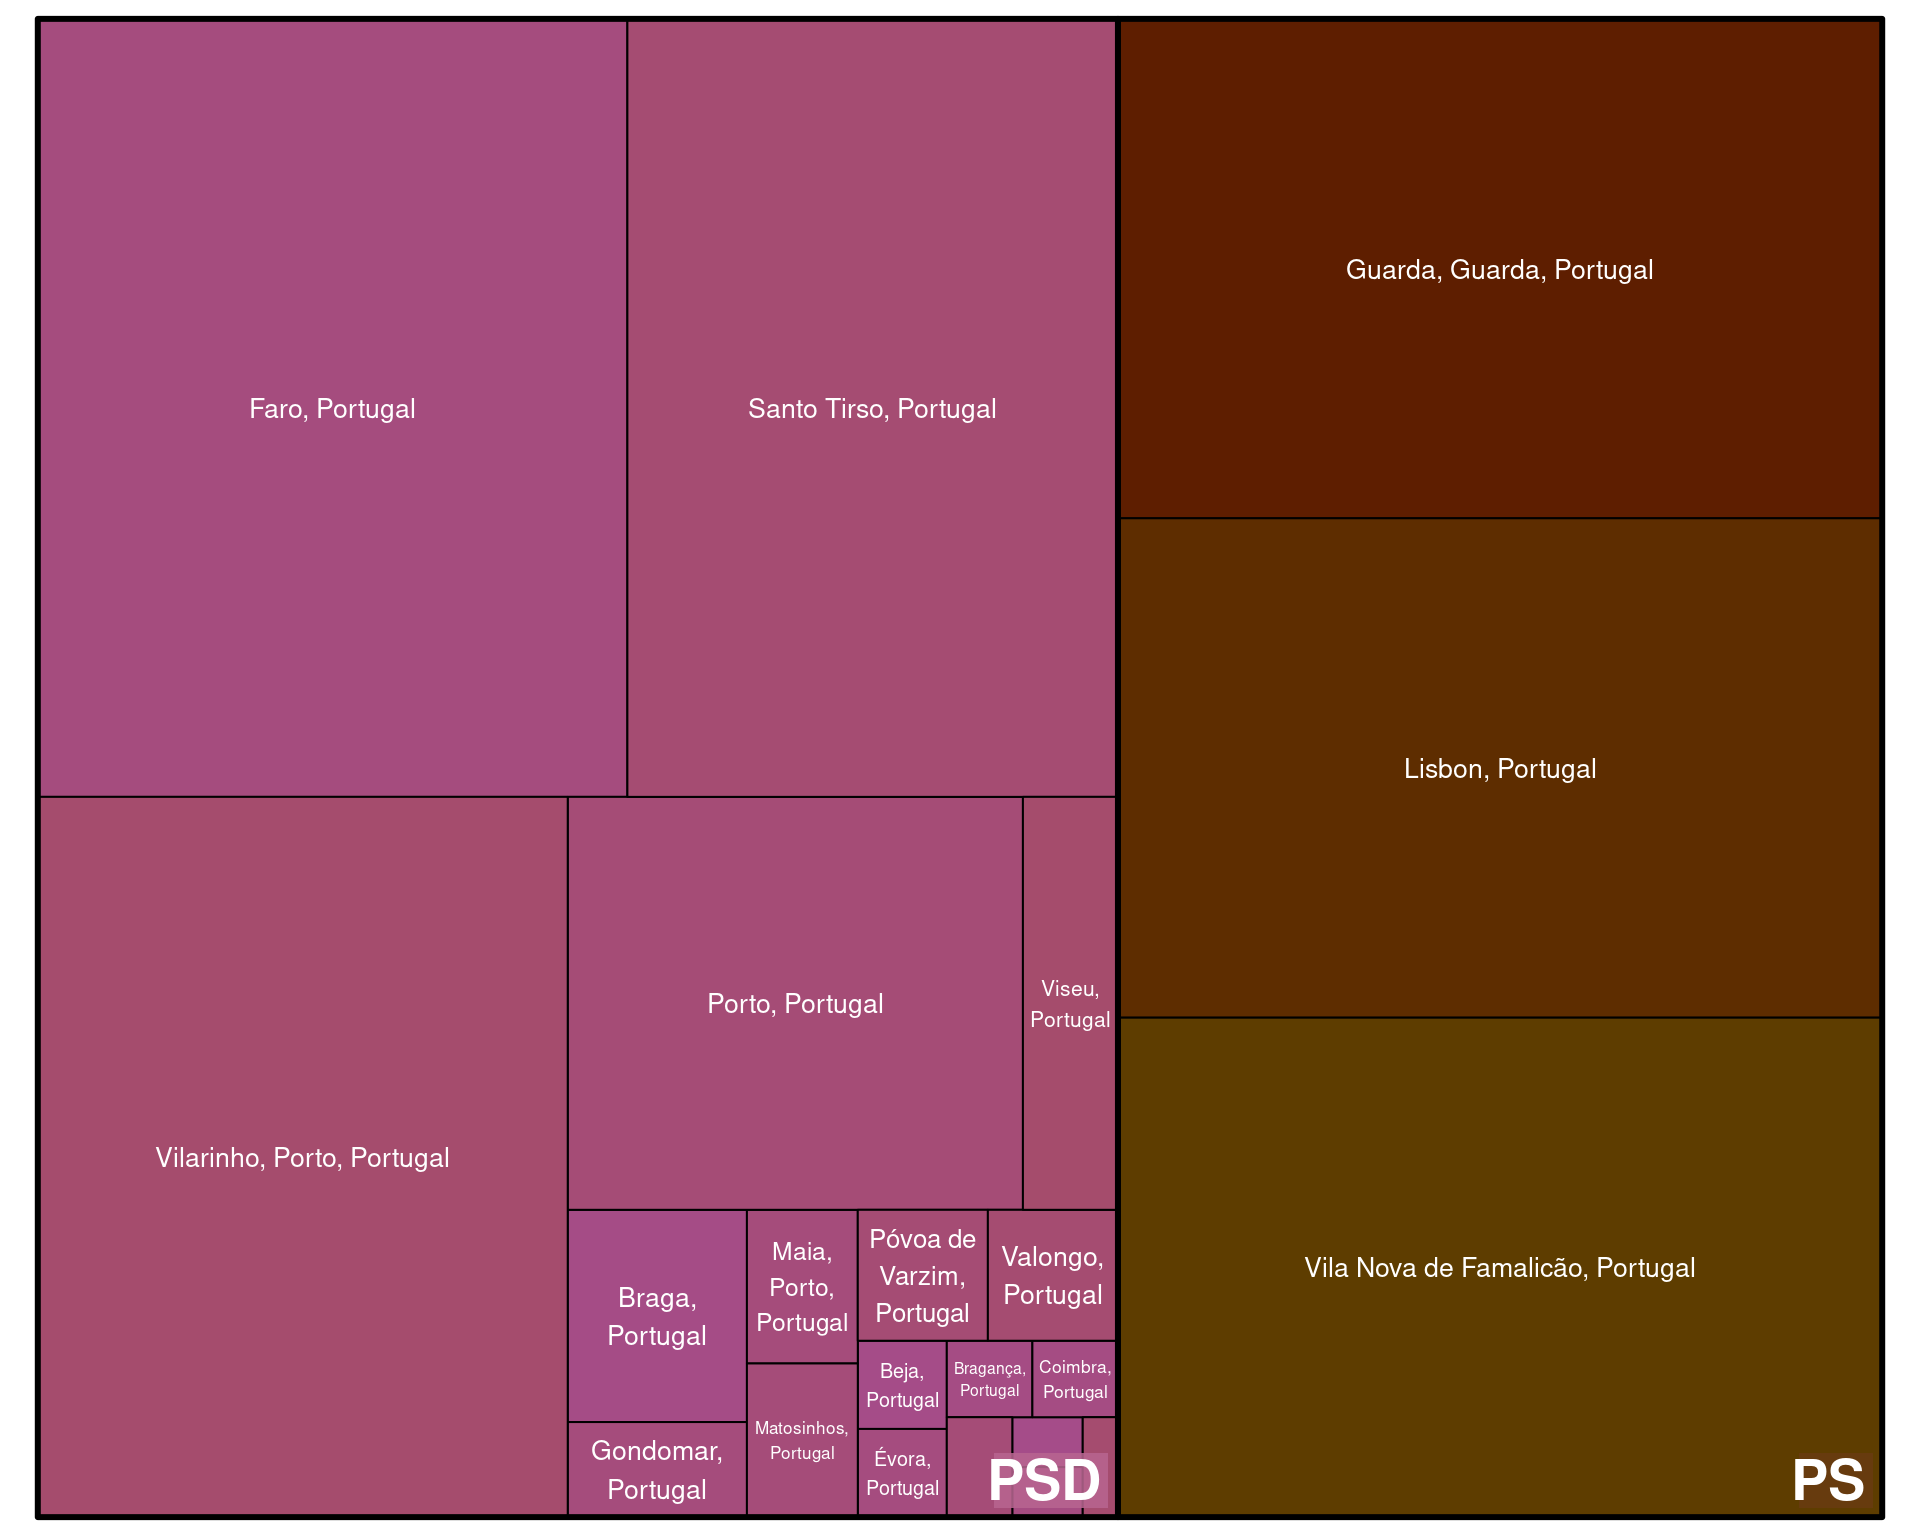 Faro, Portugal
Santo Tirso, Portugal
Guarda, Guarda, Portugal
Lisbon, Portugal
Vilarinho, Porto, Portugal
Porto, Portugal
Viseu,
Portugal
Vila Nova de Famalicão, Portugal
Braga,
Portugal
Maia,
Porto,
Portugal
Póvoa de
Varzim,
Portugal
Valongo,
Portugal
Gondomar,
Portugal
Matosinhos,
Portugal
Beja,
Portugal
Bragança,
Portugal
Coimbra,
Portugal
Évora,
Portugal
PSD
PS